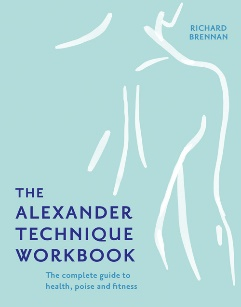 RICHARD
BRENNAN
THE
ALEXANDER
TECHNIQUE
WORKBOOK
The complete guide to
health, poise and fitness